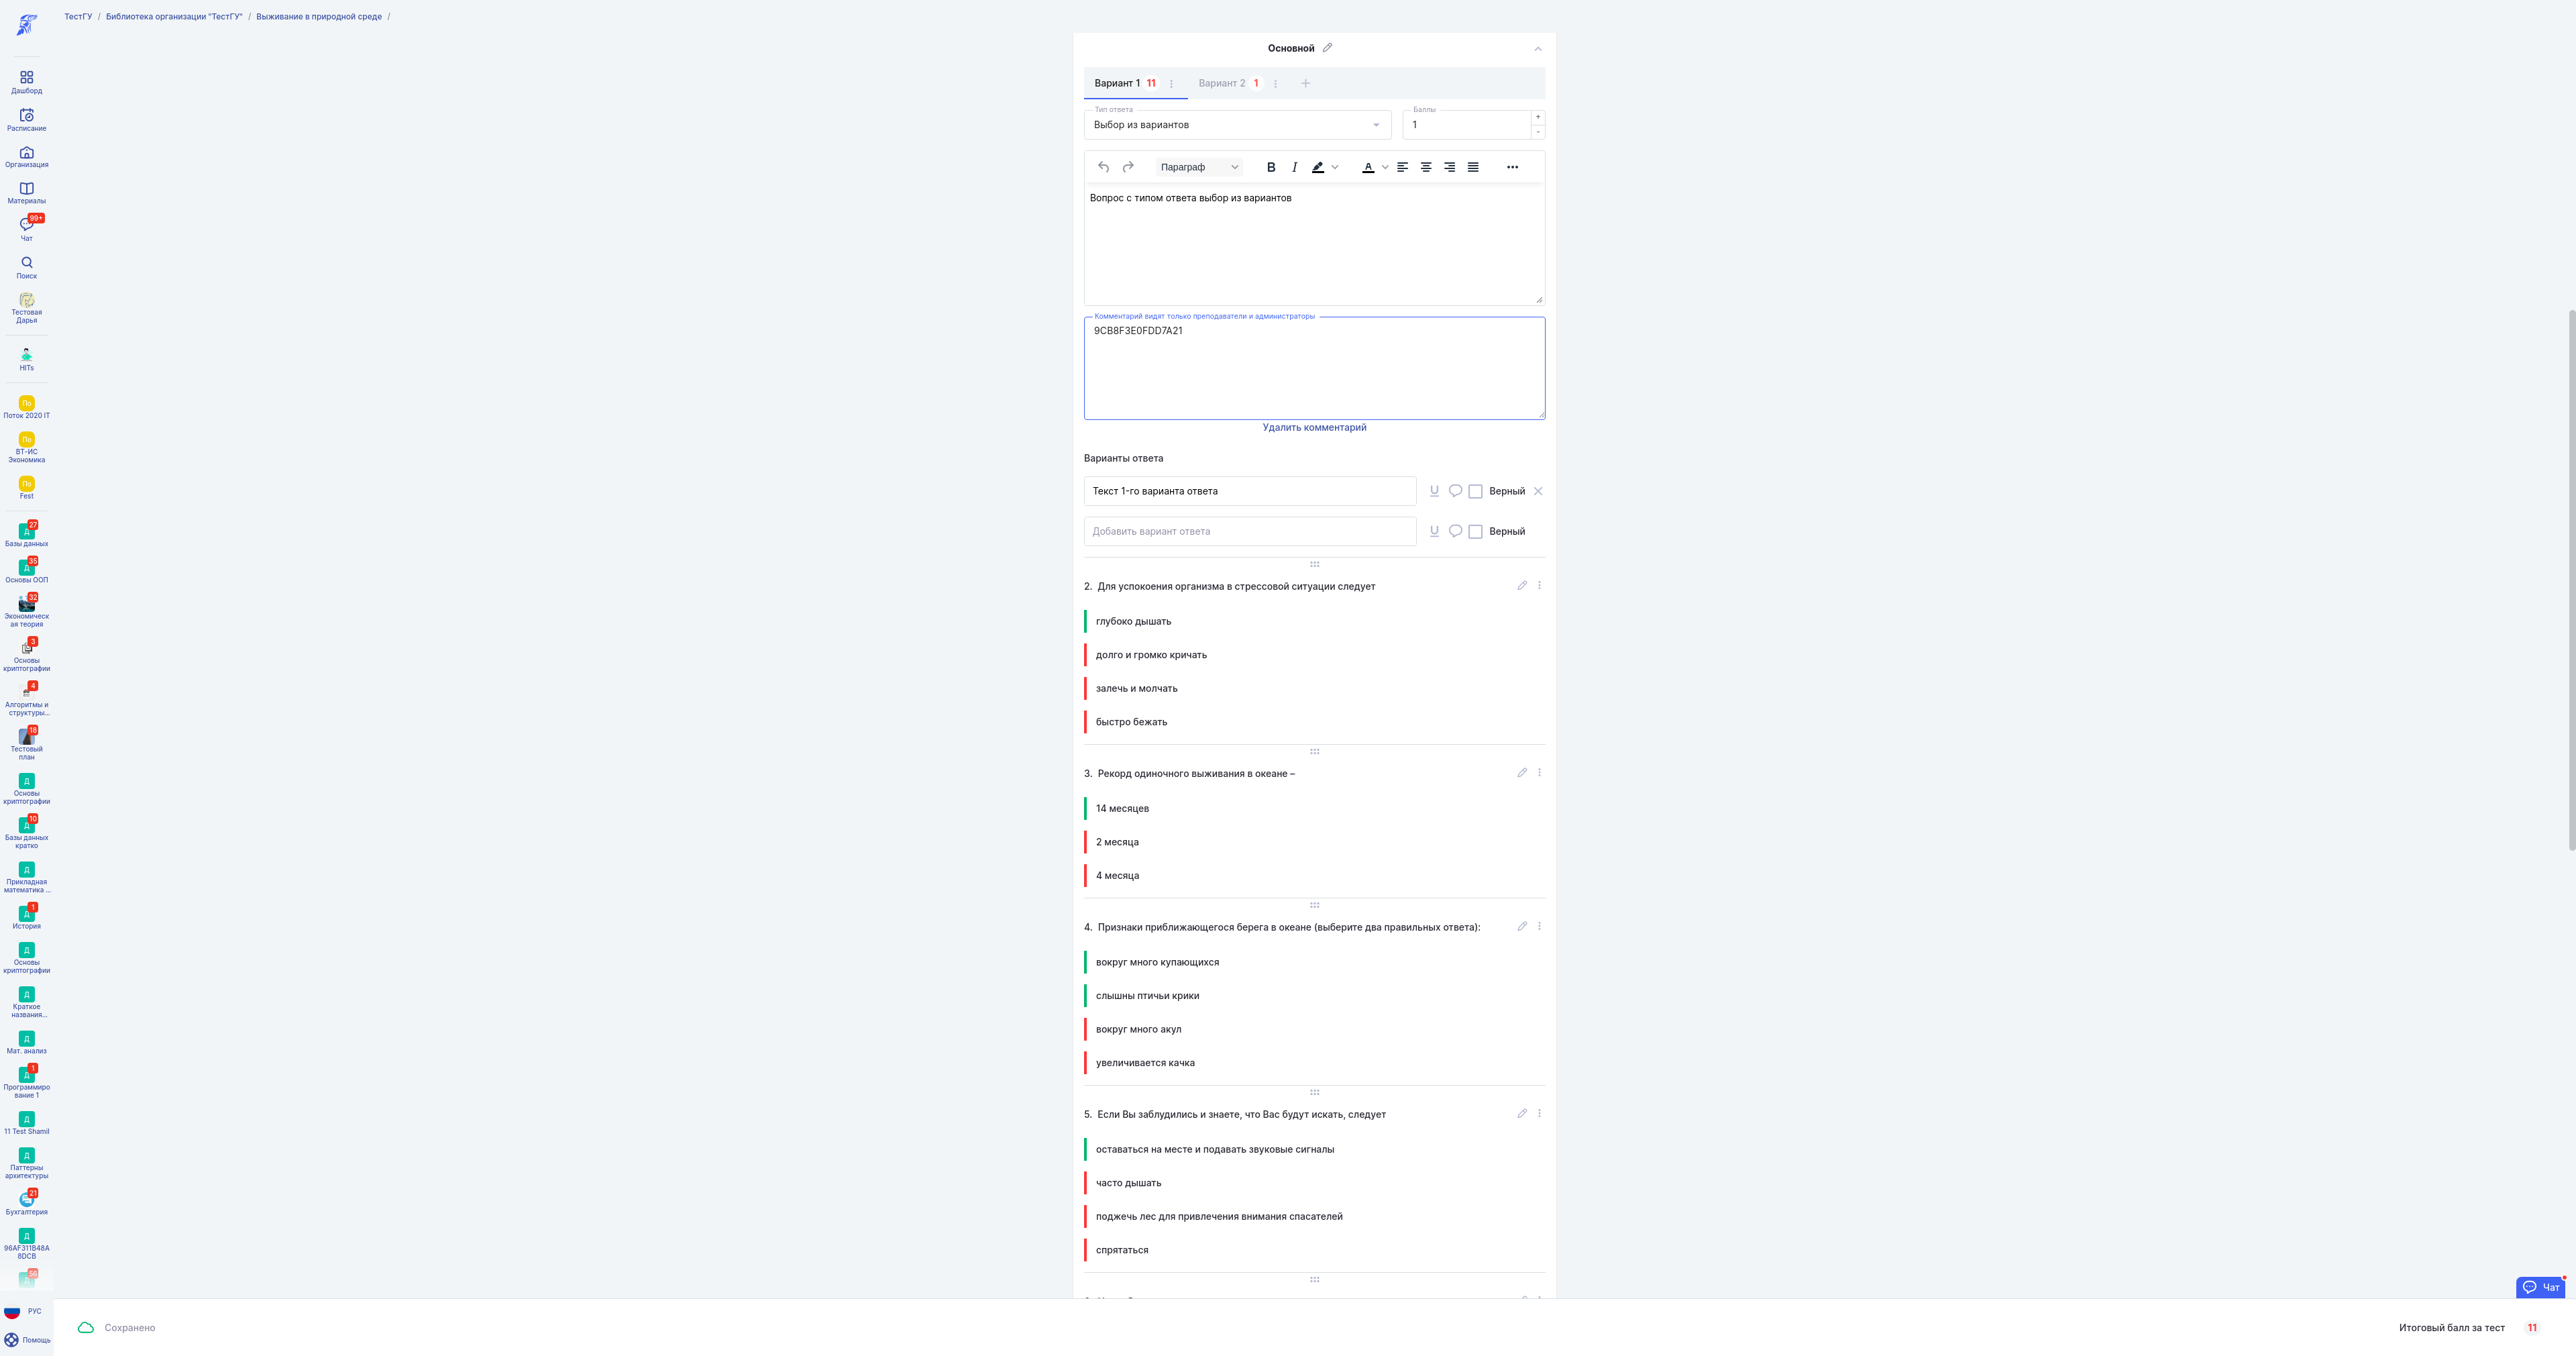 ТестГУ / Библиотека организации "ТестГУ" / Выживание в природной среде /
Дашборд
Расписание
Организация
Материалы
99+
Чат
Поиск
Тестовая
Дарья
HITs
По
Поток 2020 IT
По
ВТ-ИС
Экономика
По
Fest
27
Д
Базы данных
35
Д
Основы ООП
32
Экономическ
ая теория
3
Основы
криптографии
4
Алгоритмы и
структуры...
18
Тестовый
план
Д
Основы
криптографии
10
Д
Базы данных
кратко
Д
Прикладная
математика ...
1
Д
История
Д
Основы
криптографии
Д
Краткое
названия...
Д
Мат. анализ
1
Д
Программиро
вание 1
Д
11 Test Shamil
Д
Паттерны
архитектуры
21
Бухгалтерия
Д
96AF311B48A
8DCB
56
Д
РУС
Помощь
Основной
Вариант 1 11 Вариант 2 1 +
Тип ответа
Выбор из вариантов
Баллы
1
+
-
Параграф B I A
Вопрос с типом ответа выбор из вариантов
Комментарий видят только преподаватели и администраторы
9CB8F3E0FDD7A21
Удалить комментарий
Варианты ответа
Текст 1-го варианта ответа U Верный
Добавить вариант ответа U Верный
2. Для успокоения организма в стрессовой ситуации следует
глубоко дышать
долго и громко кричать
залечь и молчать
быстро бежать
3. Рекорд одиночного выживания в океане –
14 месяцев
2 месяца
4 месяца
4. Признаки приближающегося берега в океане (выберите два правильных ответа):
вокруг много купающихся
слышны птичьи крики
вокруг много акул
увеличивается качка
5. Если Вы заблудились и знаете, что Вас будут искать, следует
оставаться на месте и подавать звуковые сигналы
часто дышать
поджечь лес для привлечения внимания спасателей
спрятаться
Чат
Сохранено
Итоговый балл за тест 11